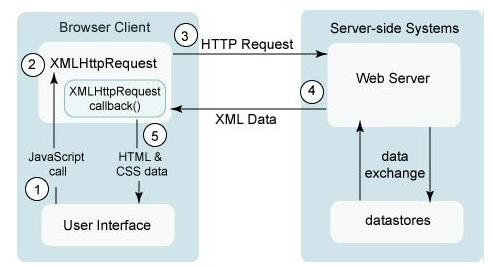 Browser Client
Server-side Systems
3
HTTP Request
2
XMLHttpRequest
XMLHttpRequest
callback()
Web Server
4
XML Data
5
JavaScript
call
HTML &
CSS data
data
exchange
1
User Interface
datastores